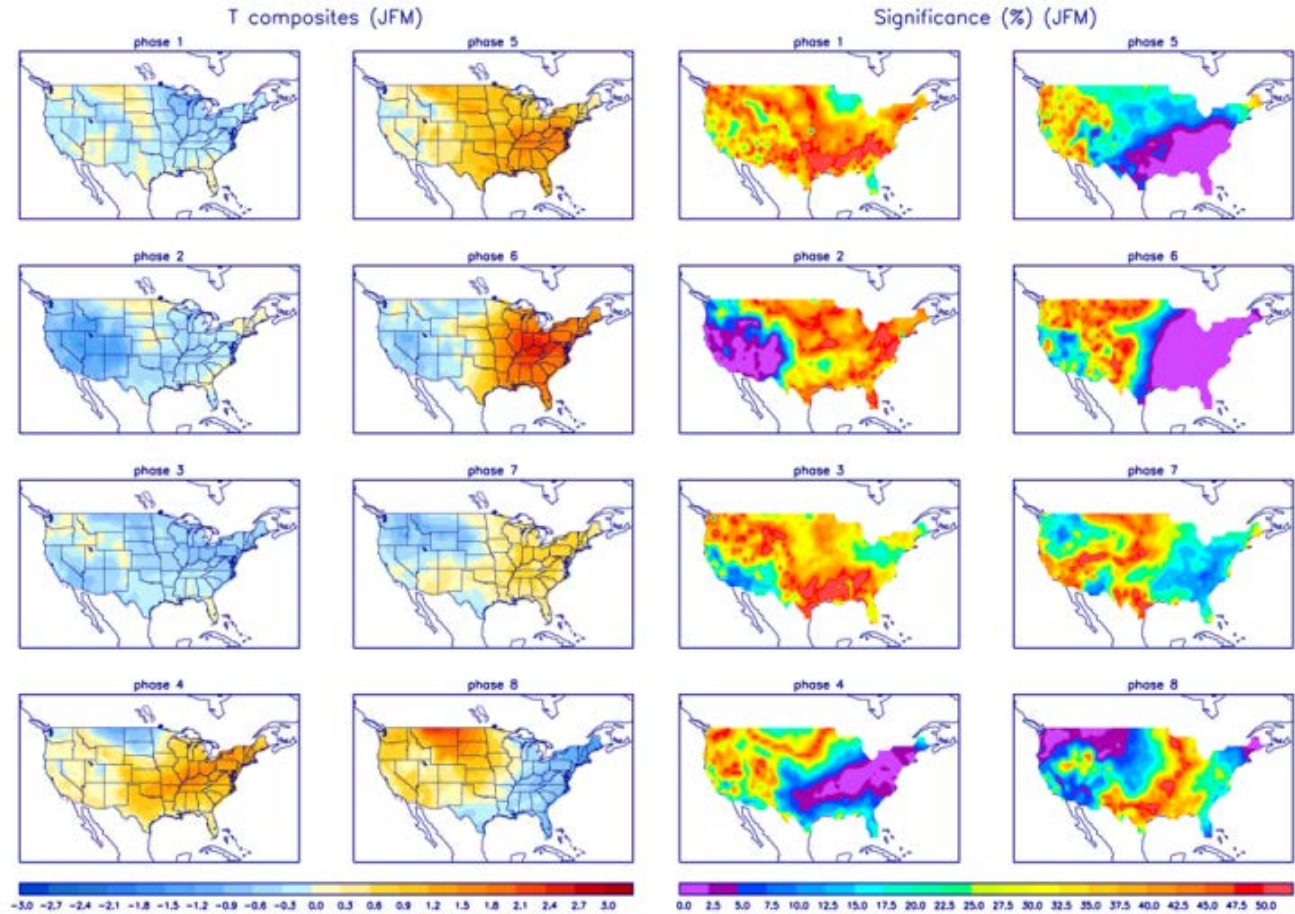 T composites (JFM)
Significance (%) (JFM)
phase 1
phase 5
phase 1
phase 5
phase 2
phase 6
phase 2
phase 6
phase 3
phase 7
phase 3
phase 7
phase 4
phase 8
phase 4
phase 8
-3.0 -2.7 -2.4 -2.1 -1.8 -1.5 -1.2 -0.9 -0.6 -0.3 0.0 0.3 0.6 0.9 1.2 1.5 1.8 2.1 2.4 2.7 3.0
0.0 2.5 5.0 7.5 10.0 12.5 15.0 17.5 20.0 22.5 25.0 27.5 30.0 32.5 35.0 37.5 40.0 42.5 45.0 47.5 50.0